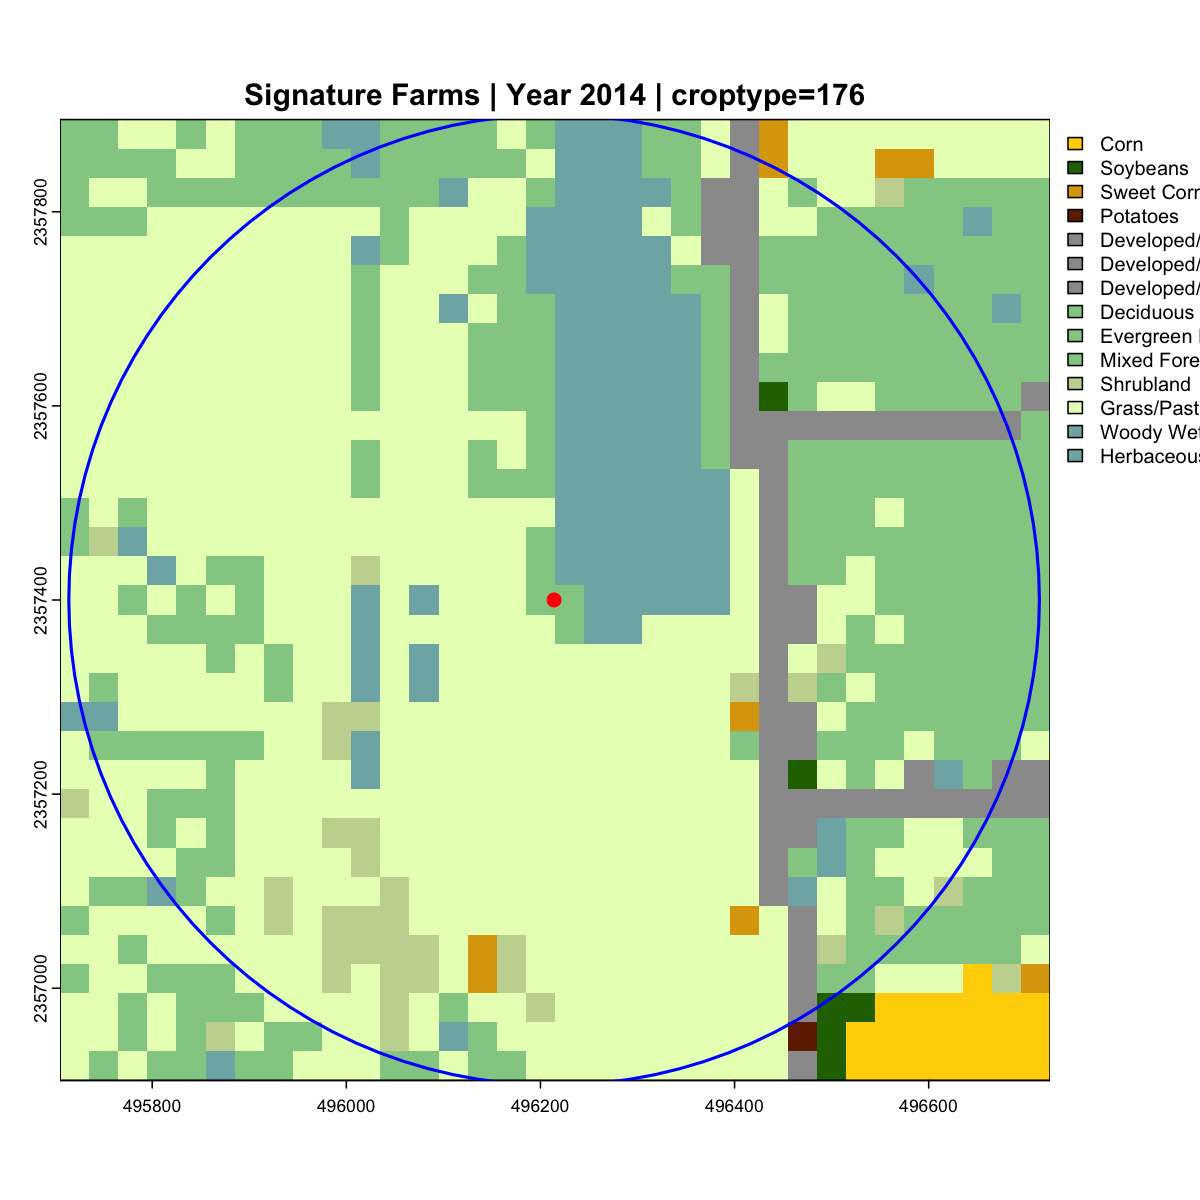 Signature Farms | Year 2014 | croptype=176
2357800
2357600
2357400
2357200
2357000
495800
496000
496200
496400
496600
Corn
Soybeans
Sweet Corn
Potatoes
Developed/
Developed/
Developed/
Deciduous
Evergreen
Mixed Fore
Shrubland
Grass/Past
Woody Wet
Herbaceous